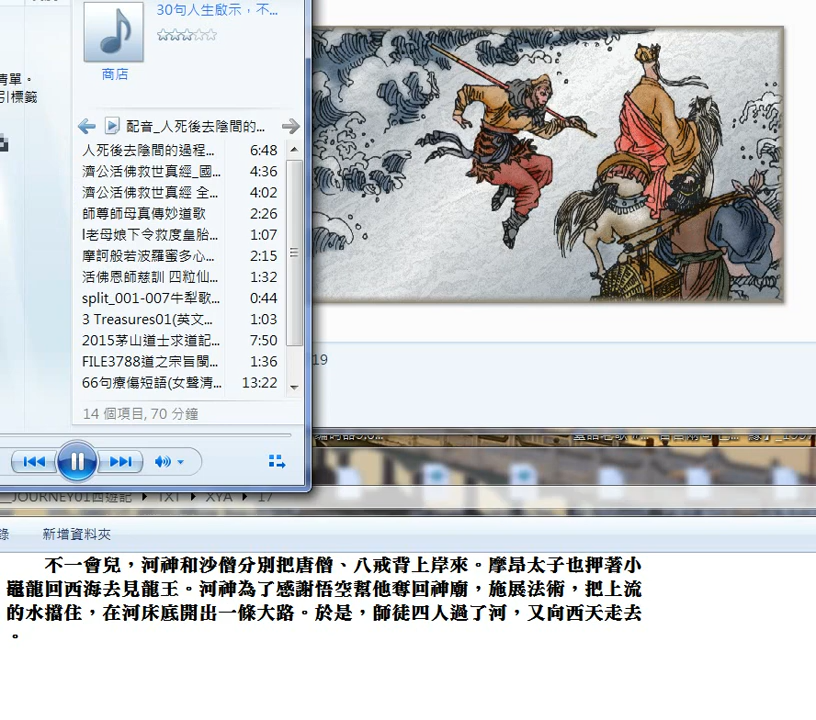 30句人生啟示，不...
商店
清單。
引標籤
配音_人死後去陰間的...
人死後去陰間的過程... 6:48
濟公活佛救世真經_國... 4:36
濟公活佛救世真經 全... 4:02
師尊師母真傳妙道歌 2:26
l老母娘下令救度皇胎... 1:07
摩訶般若波羅蜜多心... 2:15
活佛恩師慈訓 四粒仙... 1:32
split_001-007牛犁歌... 0:44
3 Treasures01(英文... 1:03
2015茅山道士求道記... 7:50
FILE3788道之宗旨閩... 1:36
66句療傷短語(女聲清... 13:22
14 個項目, 70 分鐘
19
_JOURNEY01西遊記 ▶ TXT ▶ XYA ▶ 17
錄 新增資料夾
不一會兒，河神和沙僧分別把唐僧、八戒背上岸來。摩昂太子也押著小
鼉龍回西海去見龍王。河神為了感謝悟空幫他奪回神廟，施展法術，把上流
的水擋住，在河床底開出一條大路。於是，師徒四人過了河，又向西天走去
。